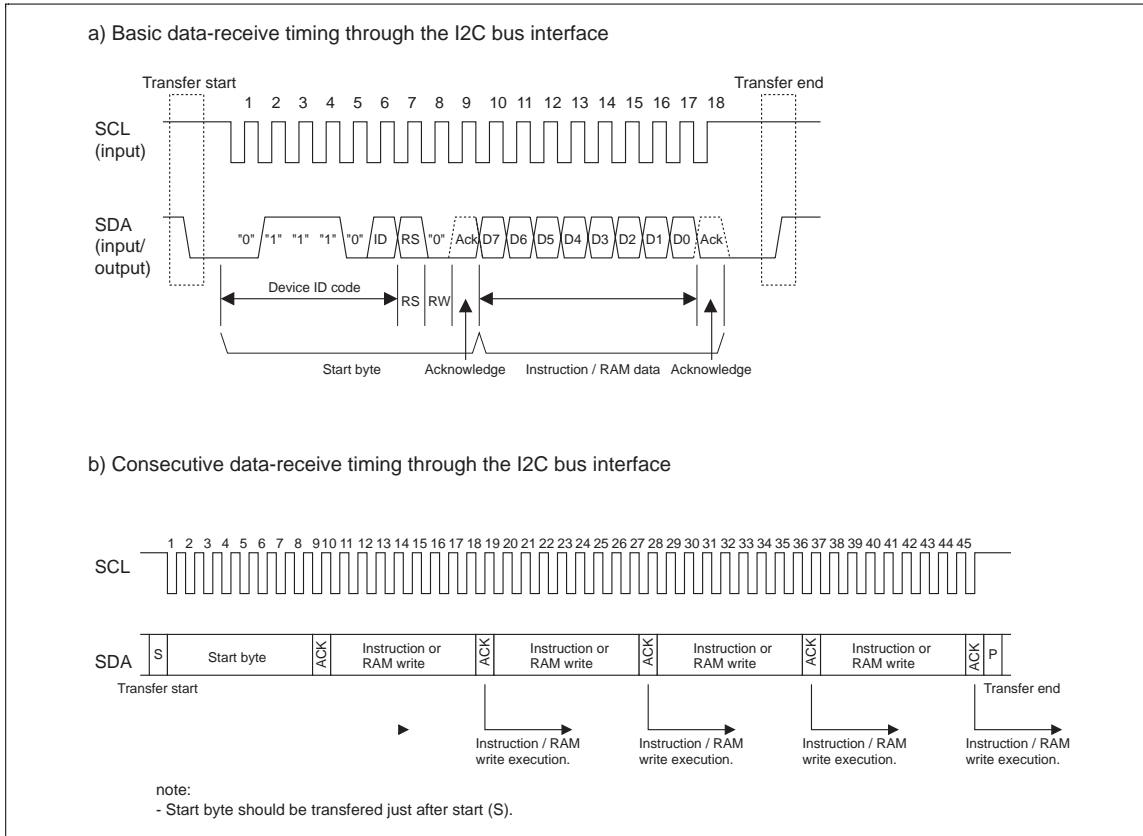 a) Basic data-receive timing through the I2C bus interface
Transfer start
Transfer end
1 2 3 4 5 6 7 8 9 10 11 12 13 14 15 16 17 18
SCL
(input)
SDA
(input/
output)
"0" "1" "1" "1" "0" ID RS "0" Ack D7 D6 D5 D4 D3 D2 D1 D0 Ack
Device ID code
RS
RW
Start byte
Acknowledge
Instruction / RAM data
Acknowledge
b) Consecutive data-receive timing through the I2C bus interface
1 2 3 4 5 6 7 8 9 10 11 12 13 14 15 16 17 18 19 20 21 22 23 24 25 26 27 28 29 30 31 32 33 34 35 36 37 38 39 40 41 42 43 44 45
SCL
SDA
S
Start byte
ACK
Instruction or
RAM write
ACK
Instruction or
RAM write
ACK
Instruction or
RAM write
ACK
Instruction or
RAM write
ACK
P
Transfer start
Transfer end
Instruction / RAM
write execution.
Instruction / RAM
write execution.
Instruction / RAM
write execution.
Instruction / RAM
write execution.
note:
- Start byte should be transfered just after start (S).